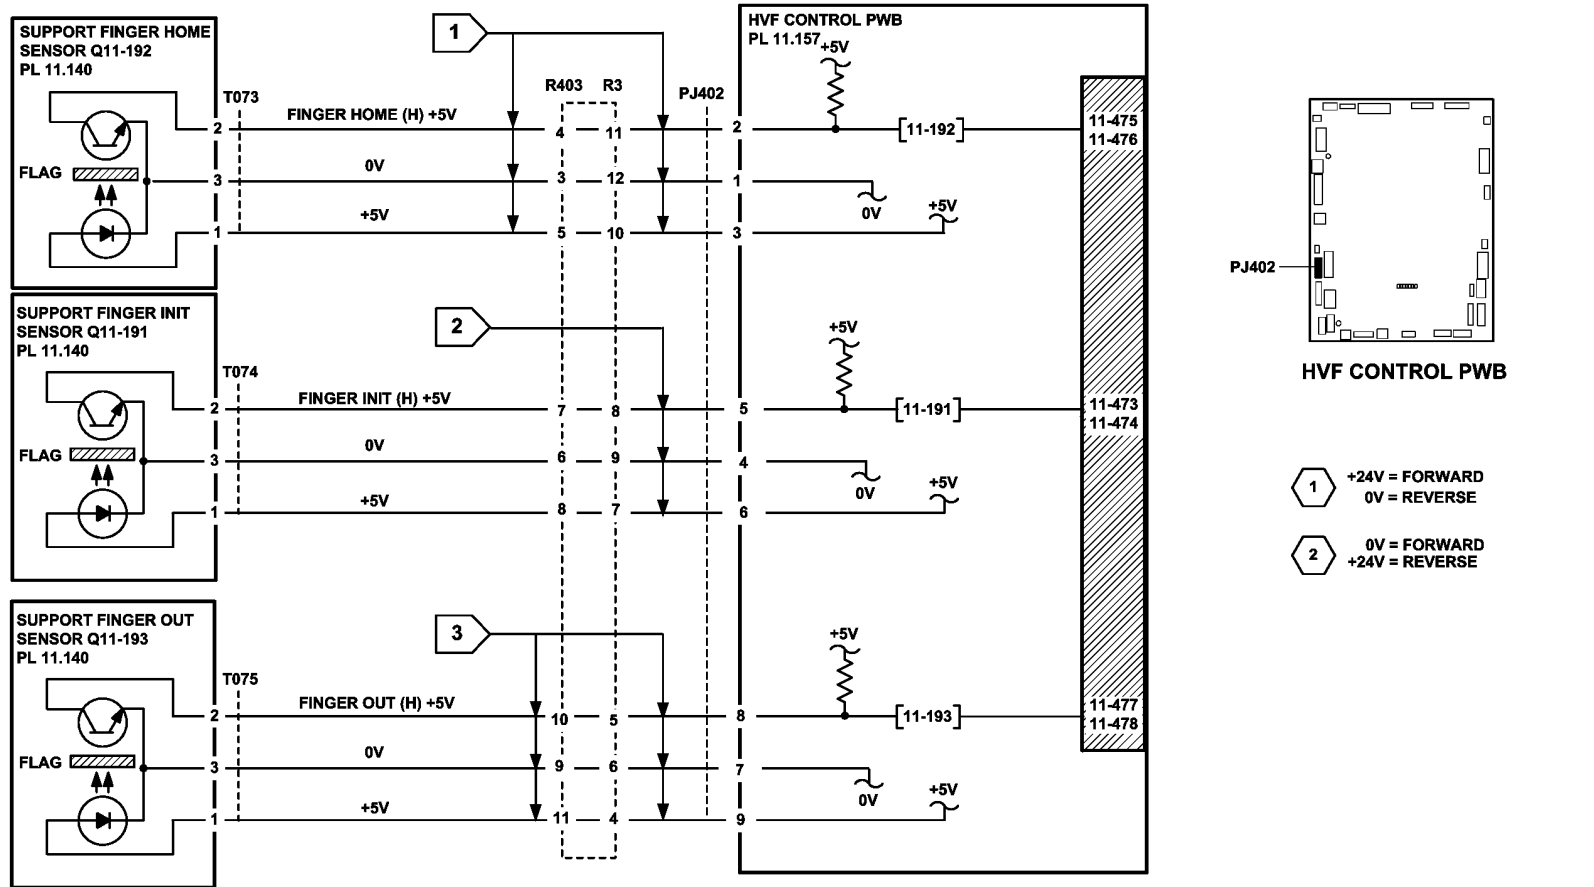 SUPPORT FINGER HOME
SENSOR Q11-192
PL 11.140
FLAG
T073
2
3
1
FINGER HOME (H) +5V
0V
+5V
1
R403
R3
PJ402
4
11
2
3
12
1
5
10
3
HVF CONTROL PWB
PL 11.157
+5V
[11-192]
0V
+5V
11-475
11-476
SUPPORT FINGER INIT
SENSOR Q11-191
PL 11.140
FLAG
T074
2
3
1
FINGER INIT (H) +5V
0V
+5V
2
7
8
5
6
9
4
8
7
6
+5V
[11-191]
0V
+5V
11-473
11-474
SUPPORT FINGER OUT
SENSOR Q11-193
PL 11.140
FLAG
T075
2
3
1
FINGER OUT (H) +5V
0V
+5V
3
10
5
8
9
6
7
11
4
9
+5V
[11-193]
0V
+5V
11-477
11-478
PJ402
HVF CONTROL PWB
1
+24V = FORWARD
0V = REVERSE
2
0V = FORWARD
+24V = REVERSE